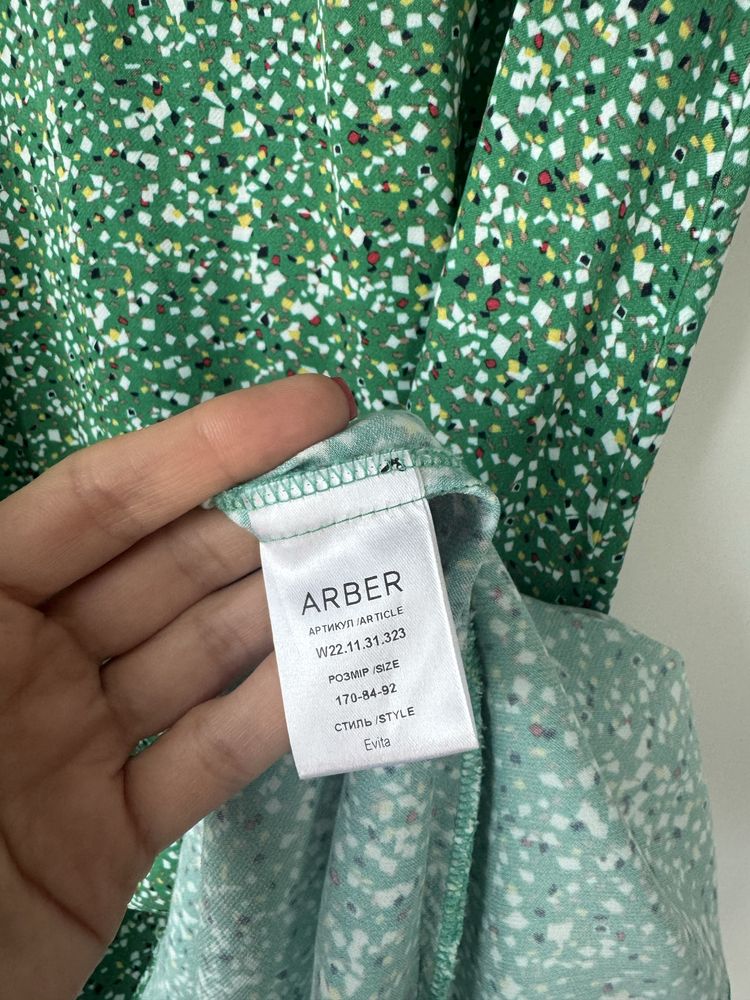 ARBER
АРТИКУЛ /ARTICLE
W22.11.31.323
РОЗМІР /SIZE
170-84-92
СТИЛЬ /STYLE
Evita